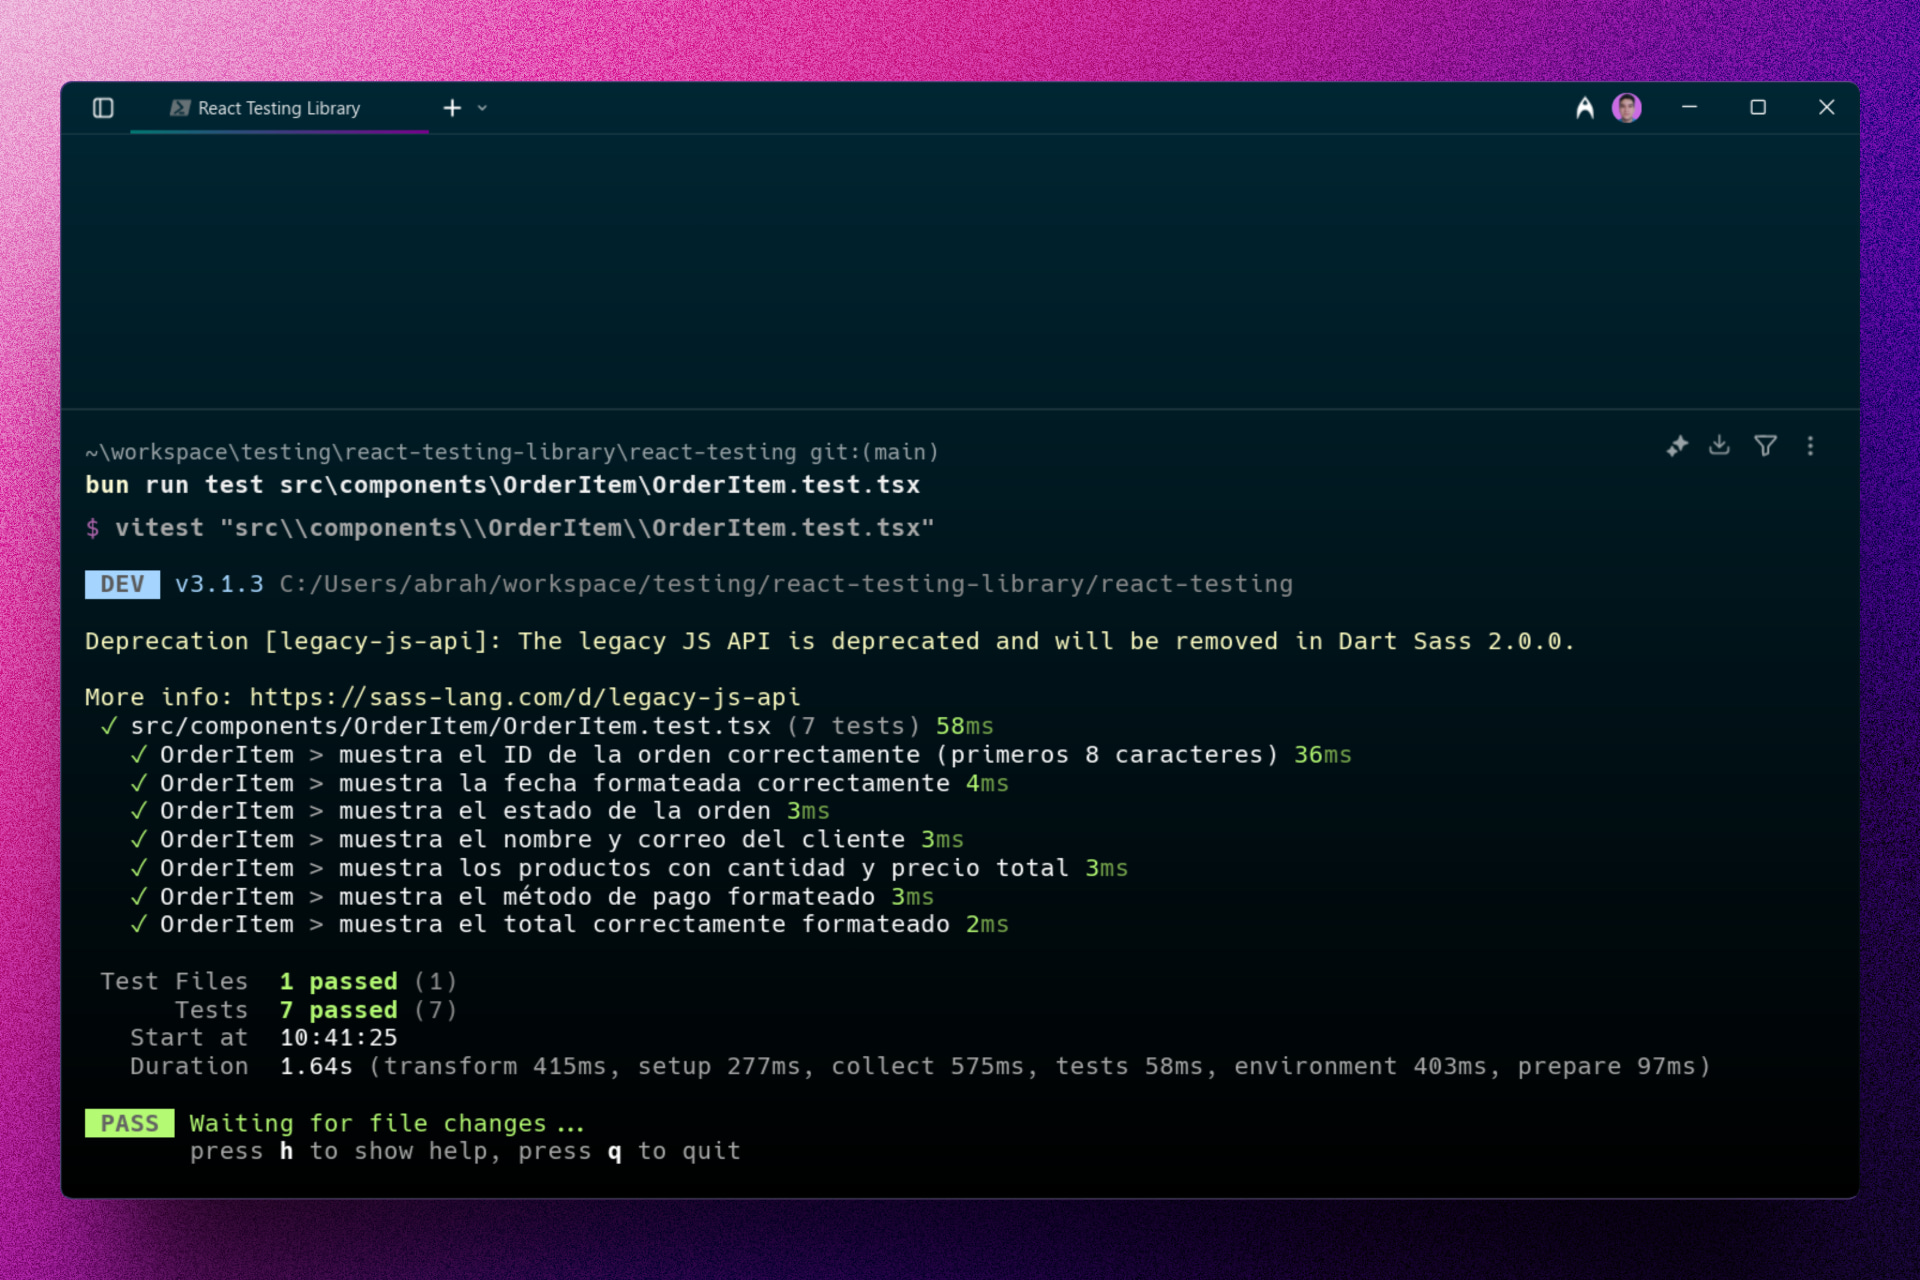 React Testing Library
~\workspace\testing\react-testing-library\react-testing git:(main)
bun run test src\components\OrderItem\OrderItem.test.tsx
$ vitest "src\\components\\OrderItem\\OrderItem.test.tsx"
DEV v3.1.3 C:/Users/abrah/workspace/testing/react-testing-library/react-testing
Deprecation [legacy-js-api]: The legacy JS API is deprecated and will be removed in Dart Sass 2.0.0.
More info: https://sass-lang.com/d/legacy-js-api
✓ src/components/OrderItem/OrderItem.test.tsx (7 tests) 58ms
✓ OrderItem > muestra el ID de la orden correctamente (primeros 8 caracteres) 36ms
✓ OrderItem > muestra la fecha formateada correctamente 4ms
✓ OrderItem > muestra el estado de la orden 3ms
✓ OrderItem > muestra el nombre y correo del cliente 3ms
✓ OrderItem > muestra los productos con cantidad y precio total 3ms
✓ OrderItem > muestra el método de pago formateado 3ms
✓ OrderItem > muestra el total correctamente formateado 2ms
Test Files 1 passed (1)
Tests 7 passed (7)
Start at 10:41:25
Duration 1.64s (transform 415ms, setup 277ms, collect 575ms, tests 58ms, environment 403ms, prepare 97ms)
PASS Waiting for file changes...
press h to show help, press q to quit